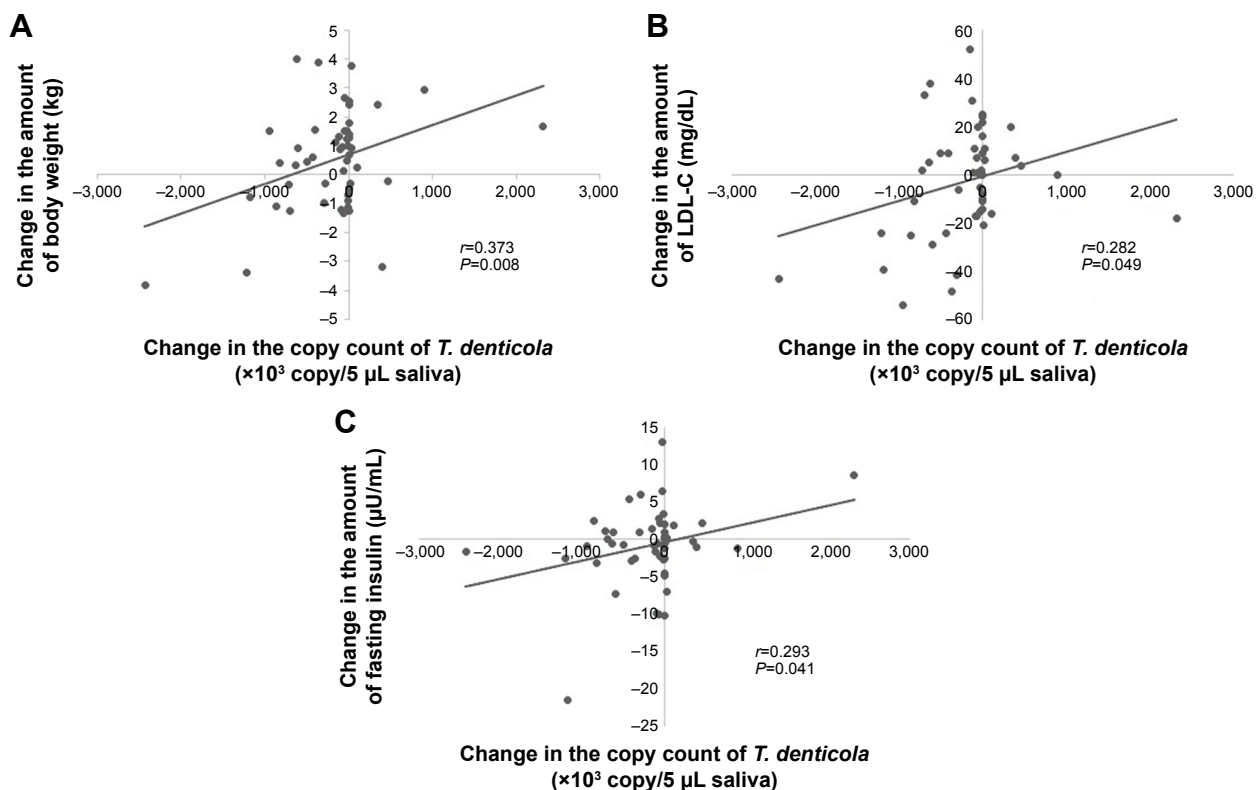 A
5
4
3
2
1
0
–1
–2
–3
–4
–5
–3,000
–2,000
–1,000
0
1,000
2,000
3,000
Change in the amount
of body weight (kg)
r=0.373
P=0.008
Change in the copy count of T. denticola
(×10³ copy/5 µL saliva)
B
60
40
20
0
–20
–40
–60
–3,000
–2,000
–1,000
0
1,000
2,000
3,000
Change in the amount
of LDL-C (mg/dL)
r=0.282
P=0.049
Change in the copy count of T. denticola
(×10³ copy/5 µL saliva)
C
15
10
5
0
–5
–10
–15
–20
–25
–3,000
–2,000
–1,000
0
1,000
2,000
3,000
Change in the amount
of fasting insulin (µU/mL)
r=0.293
P=0.041
Change in the copy count of T. denticola
(×10³ copy/5 µL saliva)